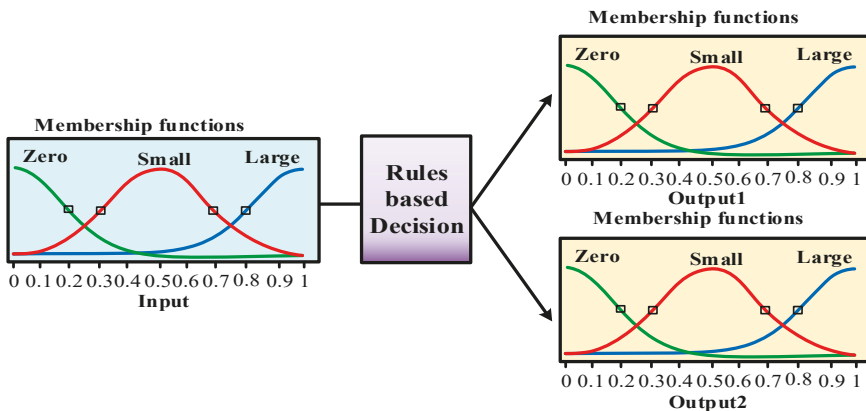 Membership functions
Zero Small Large
0 0.1 0.2 0.3 0.4 0.5 0.6 0.7 0.8 0.9 1
Input
Rules
based
Decision
Membership functions
Zero Small Large
0 0.1 0.2 0.3 0.4 0.5 0.6 0.7 0.8 0.9 1
Output1
Membership functions
Zero Small Large
0 0.1 0.2 0.3 0.4 0.5 0.6 0.7 0.8 0.9 1
Output2